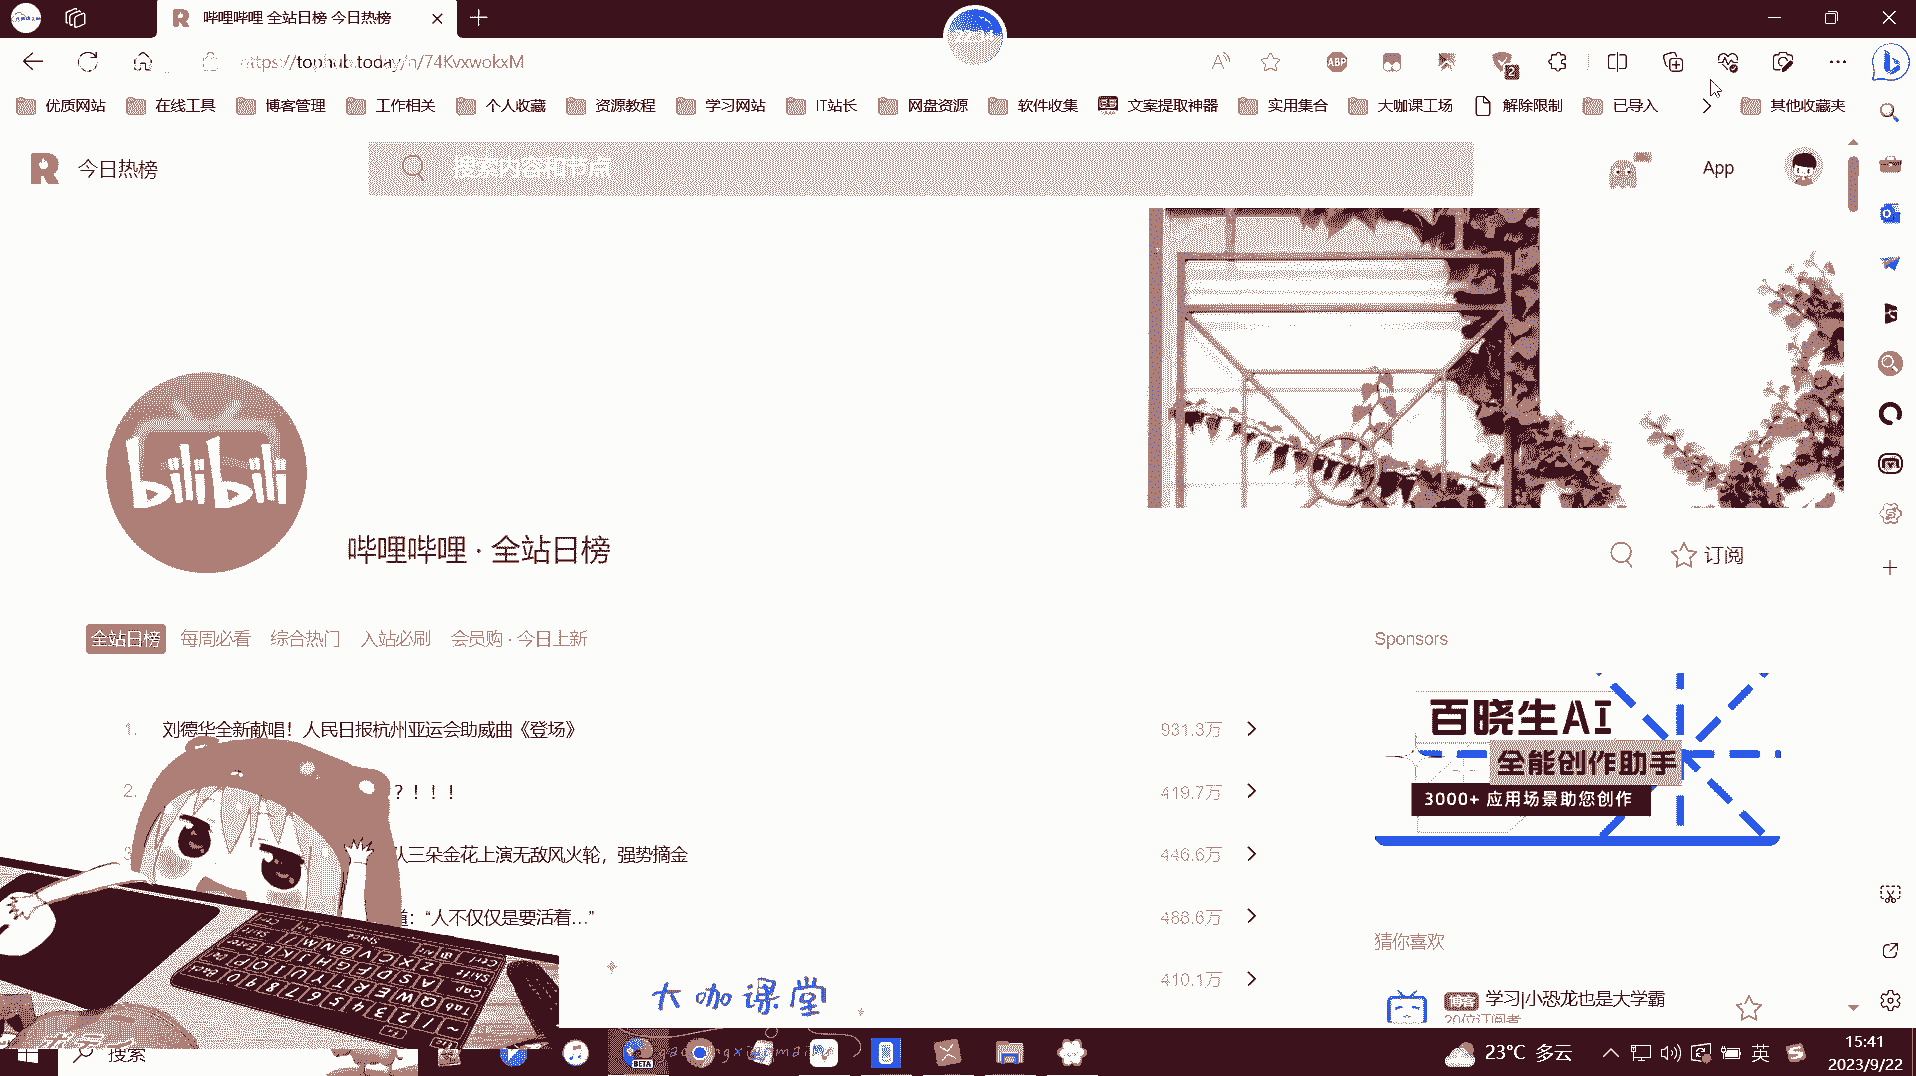 哔哩哔哩 全站日榜 今日热榜
today/n/74KvxwokxM
ABP
2
优质网站
在线工具
博客管理
工作相关
个人收藏
资源教程
学习网站
IT站长
网盘资源
软件收集
文案提取神器
实用集合
大咖课工场
解除限制
已导入
其他收藏夹
今日热榜
搜索内容和节点
App
bilibili
哔哩哔哩 · 全站日榜
订阅
全站日榜
每周必看
综合热门
入站必刷
会员购 · 今日上新
Sponsors
1. 刘德华全新献唱！人民日报杭州亚运会助威曲《登场》 931.3万
2. ？！！！ 419.7万
三朵金花上演无敌风火轮，强势摘金 446.6万
：“人不仅仅是要活着...” 488.6万
410.1万
百晓生AI
全能创作助手
3000+ 应用场景助您创作
猜你喜欢
博客 学习|小恐龙也是大学霸
20位订阅者
大咖课堂
搜索
BETA
23°C 多云
英
15:41
2023/9/22